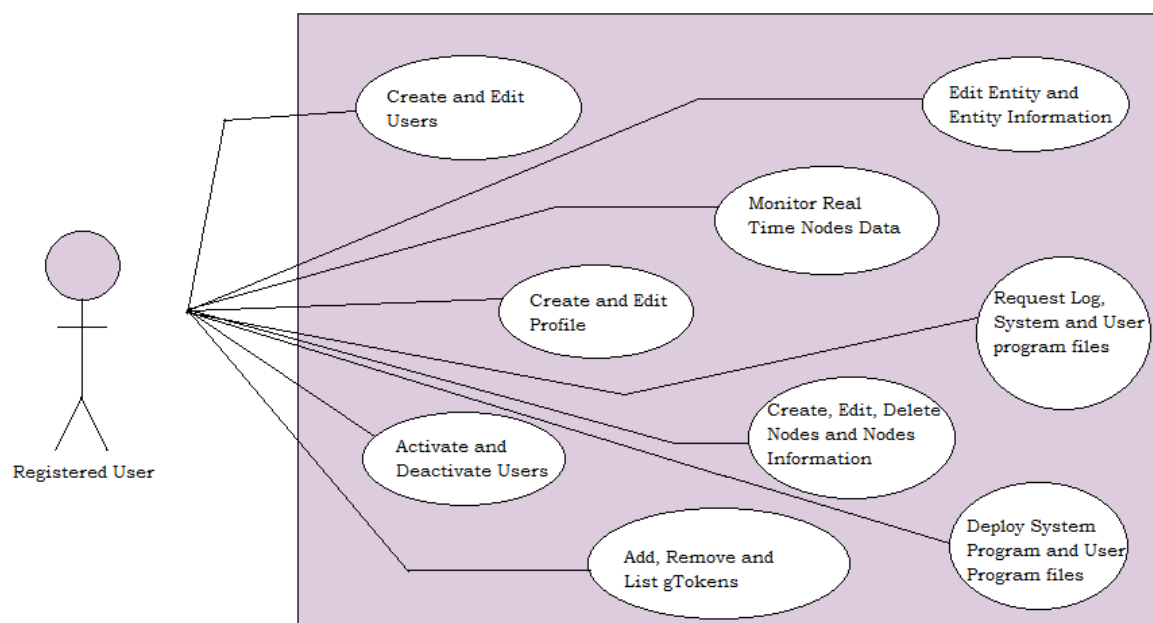 Create and Edit
Users
Edit Entity and
Entity Information
Monitor Real
Time Nodes Data
Create and Edit
Profile
Request Log,
System and User
program files
Create, Edit, Delete
Nodes and Nodes
Information
Activate and
Deactivate Users
Registered User
Deploy System
Program and User
Program files
Add, Remove and
List gTokens